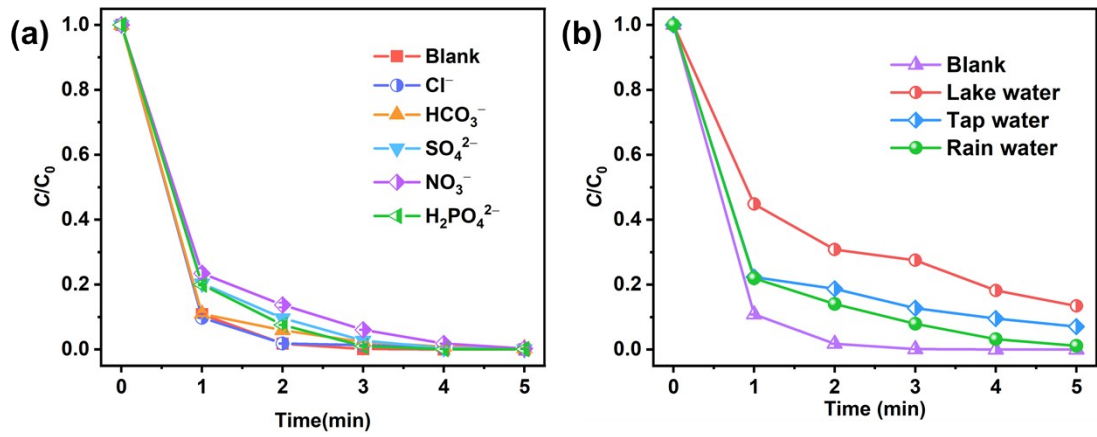 (a)
C/C₀
1.0
0.8
0.6
0.4
0.2
0.0
0 1 2 3 4 5
Time(min)
Blank
Cl⁻
HCO₃⁻
SO₄²⁻
NO₃⁻
H₂PO₄²⁻
(b)
C/C₀
1.0
0.8
0.6
0.4
0.2
0.0
0 1 2 3 4 5
Time (min)
Blank
Lake water
Tap water
Rain water